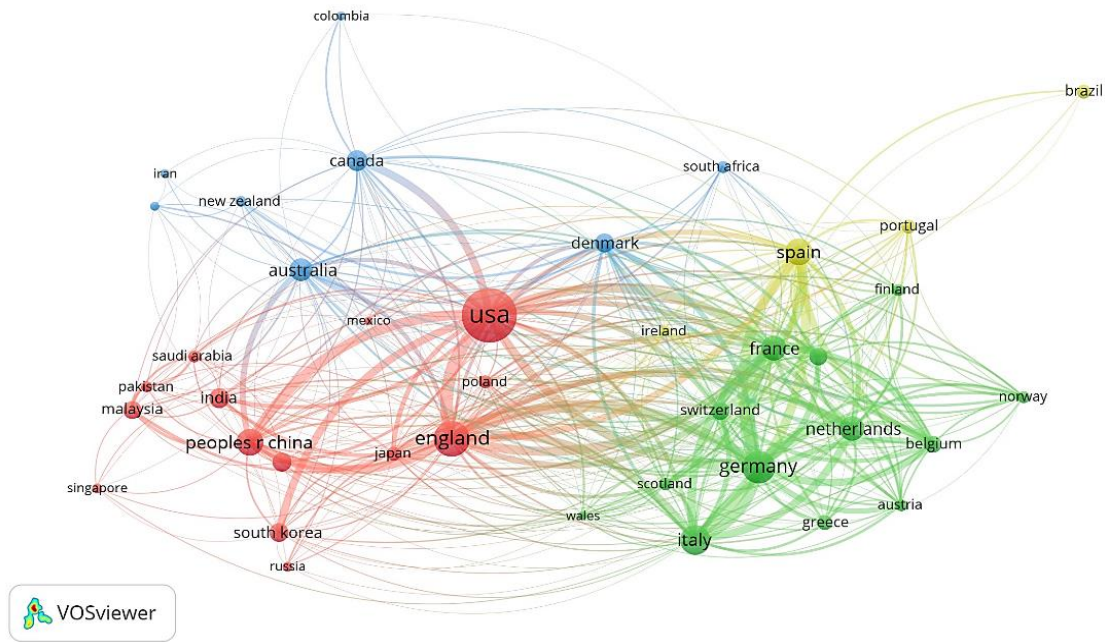 colombia
brazil
canada
south africa
iran
new zealand
portugal
denmark
spain
australia
finland
usa
mexico
ireland
saudi arabia
france
poland
pakistan
india
malaysia
switzerland
norway
netherlands
england
peoples r china
belgium
japan
germany
scotland
singapore
austria
wales
greece
south korea
italy
russia
VOSviewer